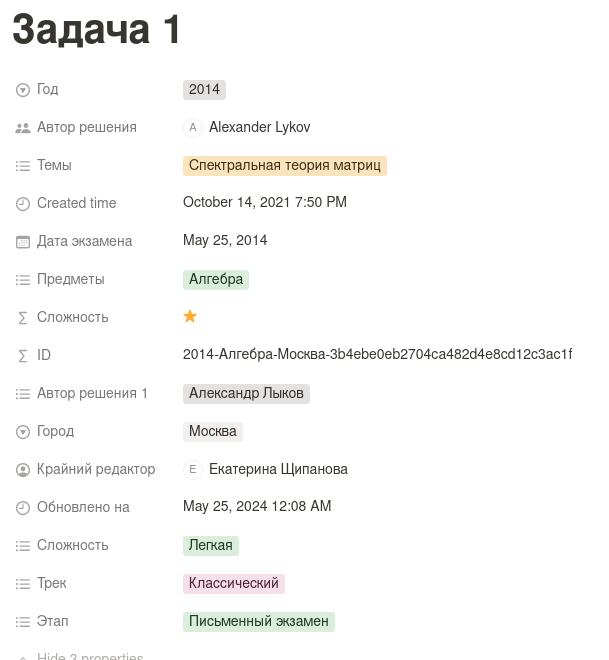 Задача 1
Год 2014
Автор решения A Alexander Lykov
Темы Спектральная теория матриц
Created time October 14, 2021 7:50 PM
Дата экзамена May 25, 2014
Предметы Алгебра
Сложность
ID 2014-Алгебра-Москва-3b4ebe0eb2704ca482d4e8cd12c3ac1f
Автор решения 1 Александр Лыков
Город Москва
Крайний редактор E Екатерина Щипанова
Обновлено на May 25, 2024 12:08 AM
Сложность Легкая
Трек Классический
Этап Письменный экзамен
Hide 3 properties